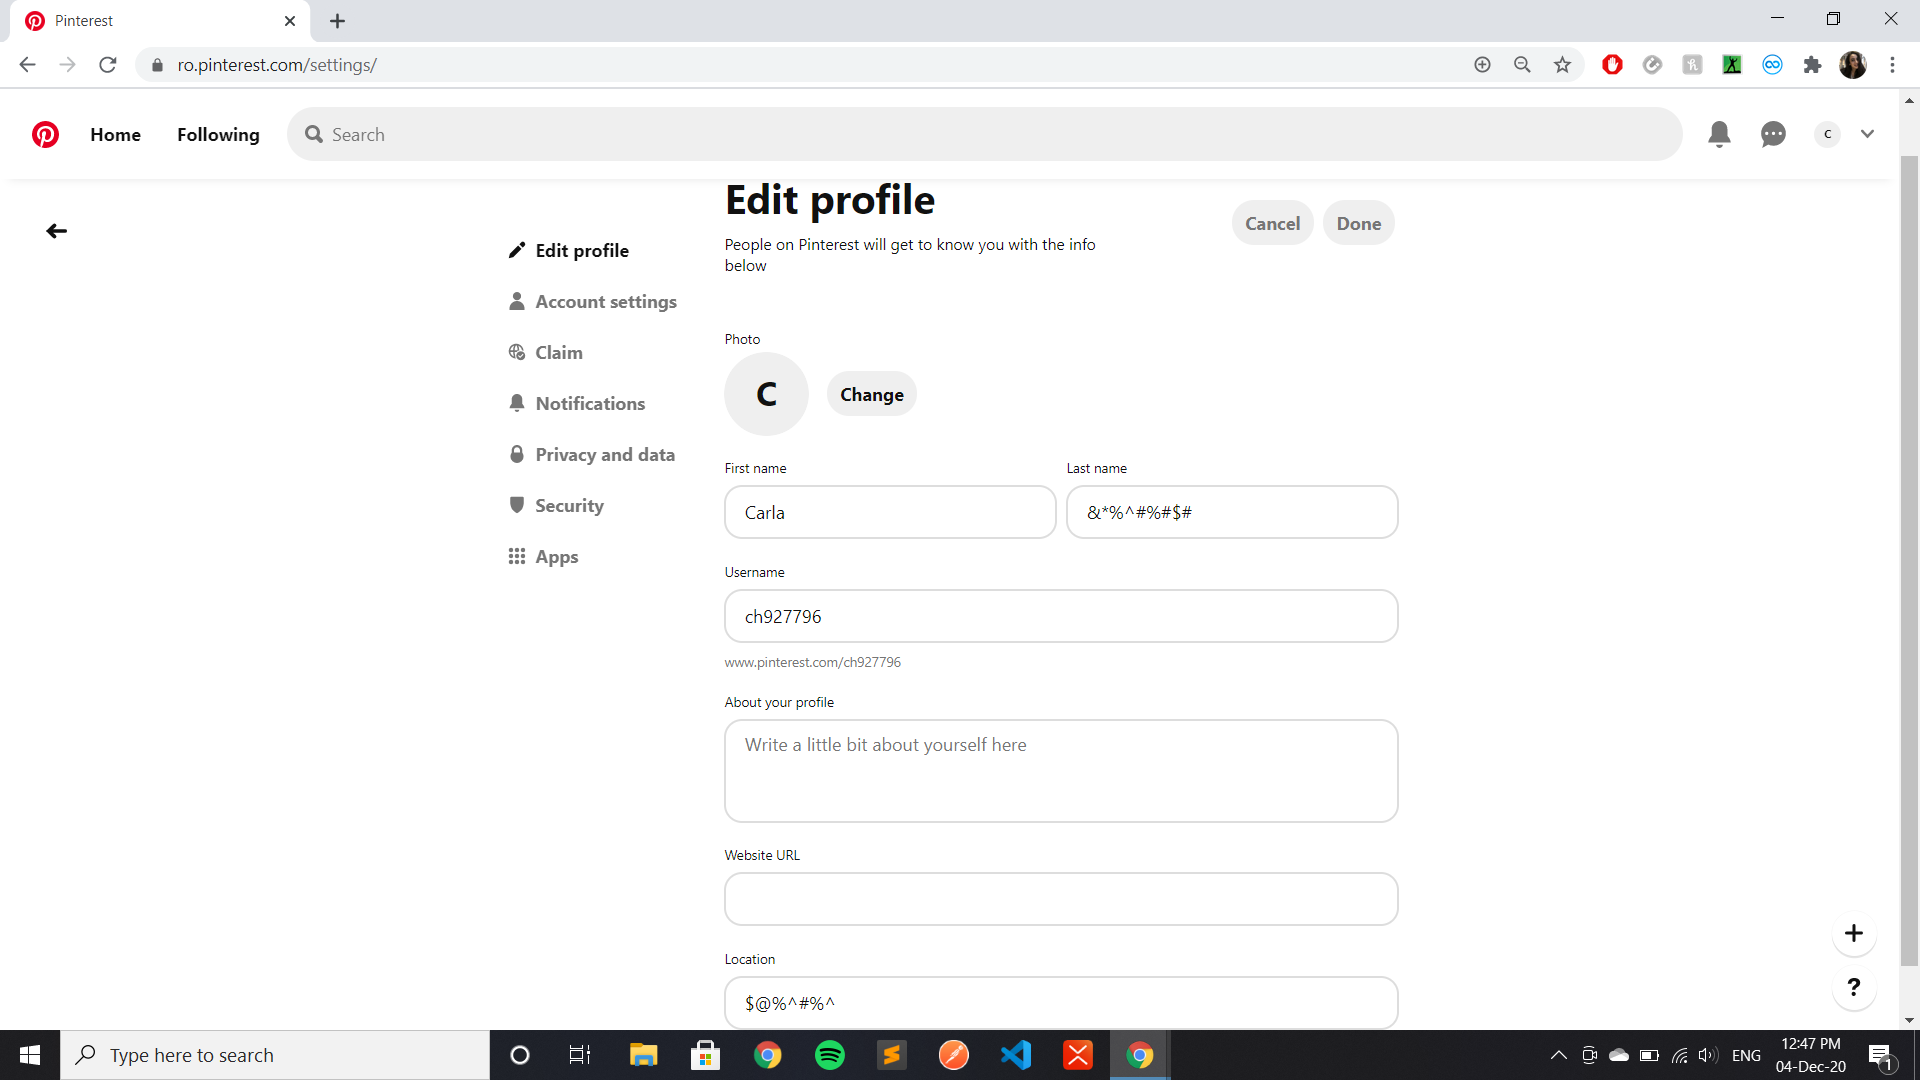 Pinterest
ro.pinterest.com/settings/
Home
Following
Search
C
Edit profile
Cancel
Done
People on Pinterest will get to know you with the info
below
Edit profile
Account settings
Claim
Notifications
Privacy and data
Security
Apps
Photo
C
Change
First name
Last name
Carla
&*%^#%#$#
Username
ch927796
www.pinterest.com/ch927796
About your profile
Write a little bit about yourself here
Website URL
Location
$@%^#%^
+
?
Type here to search
ENG
12:47 PM
04-Dec-20
1